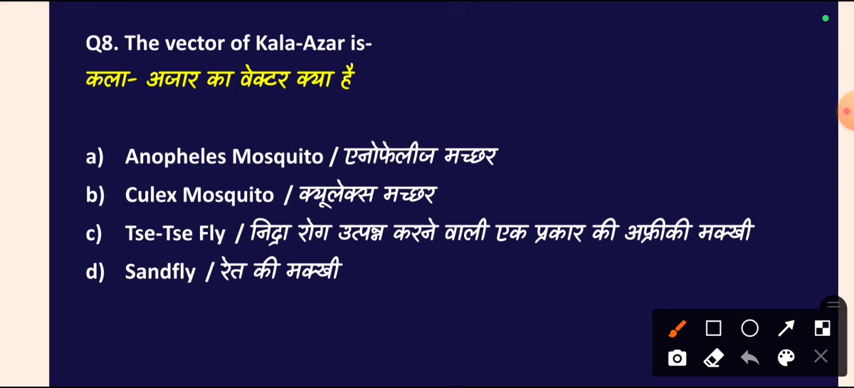 Q8. The vector of Kala-Azar is-
कला- अजार का वेक्टर क्या है
a) Anopheles Mosquito / एनोफेलीज मच्छर
b) Culex Mosquito / क्यूलेक्स मच्छर
c) Tse-Tse Fly / निद्रा रोग उत्पन्न करने वाली एक प्रकार की अफ्रीकी मक्खी
d) Sandfly / रेत की मक्खी